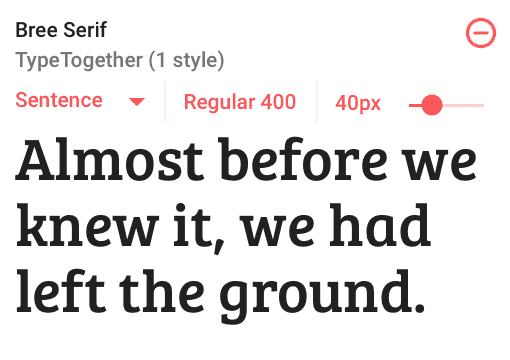 Bree Serif
TypeTogether (1 style)
Sentence Regular 400 40px
Almost before we
knew it, we had
left the ground.